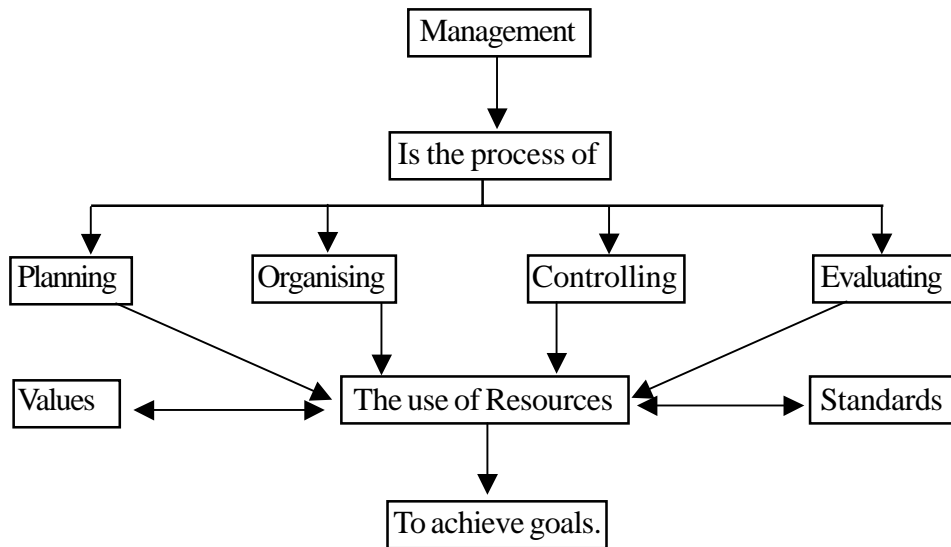 Management
Is the process of
Planning
Organising
Controlling
Evaluating
Values
The use of Resources
Standards
To achieve goals.